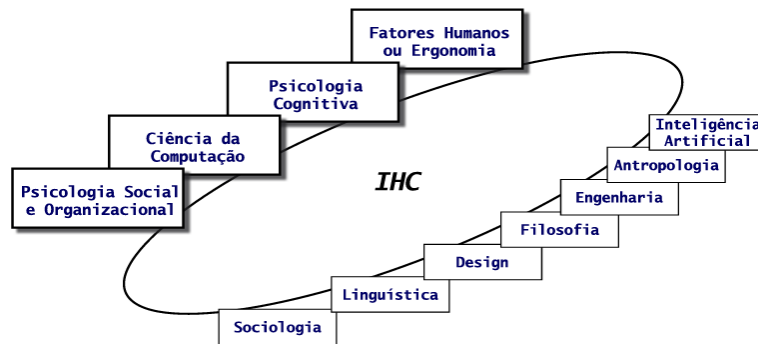 Fatores Humanos
ou Ergonomia
Psicologia
Cognitiva
Ciência da
Computação
Psicologia Social
e Organizacional
IHC
Inteligência
Artificial
Antropologia
Engenharia
Filosofia
Design
Linguística
Sociologia